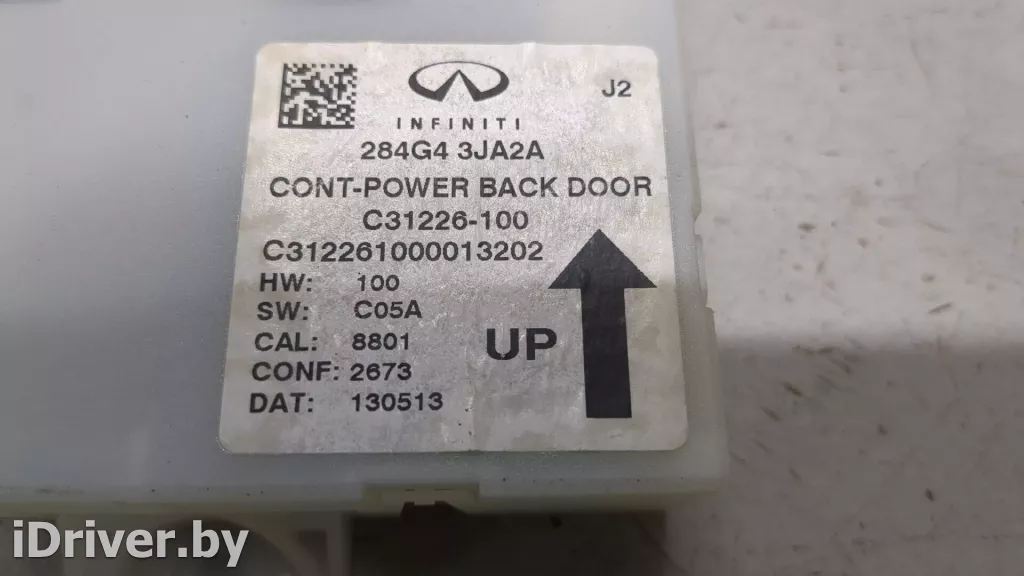 J2
INFINITI
284G4 3JA2A
CONT-POWER BACK DOOR
C31226-100
C312261000013202
HW: 100
SW: C05A
CAL: 8801
CONF: 2673
DAT: 130513
UP
iDriver.by